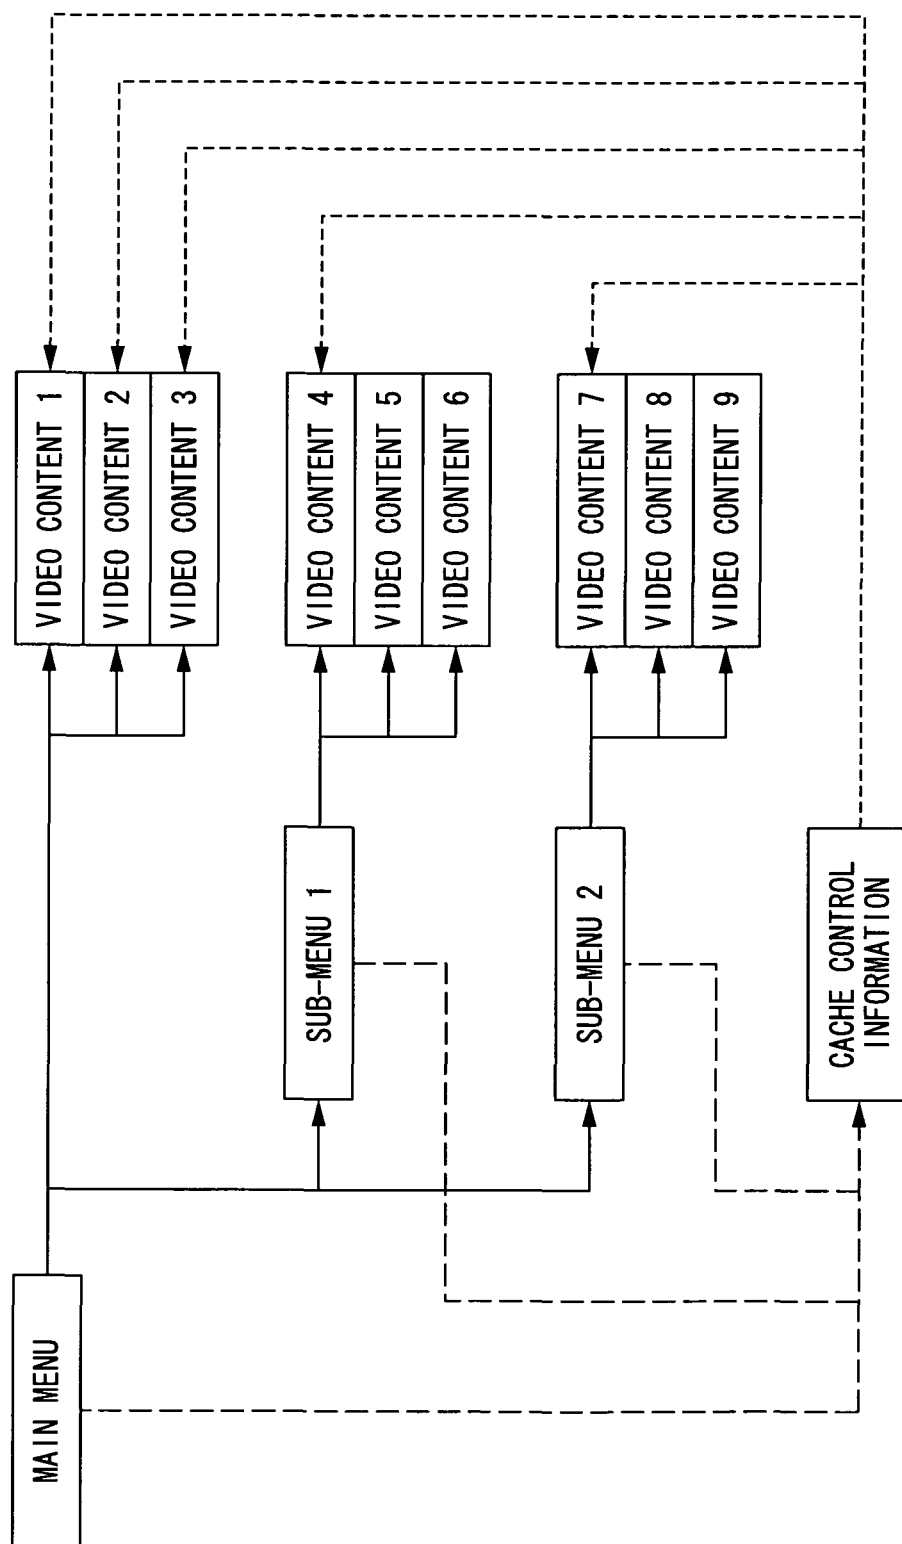 MAIN MENU
SUB-MENU 1
SUB-MENU 2
CACHE CONTROL
INFORMATION
VIDEO CONTENT 1
VIDEO CONTENT 2
VIDEO CONTENT 3
VIDEO CONTENT 4
VIDEO CONTENT 5
VIDEO CONTENT 6
VIDEO CONTENT 7
VIDEO CONTENT 8
VIDEO CONTENT 9